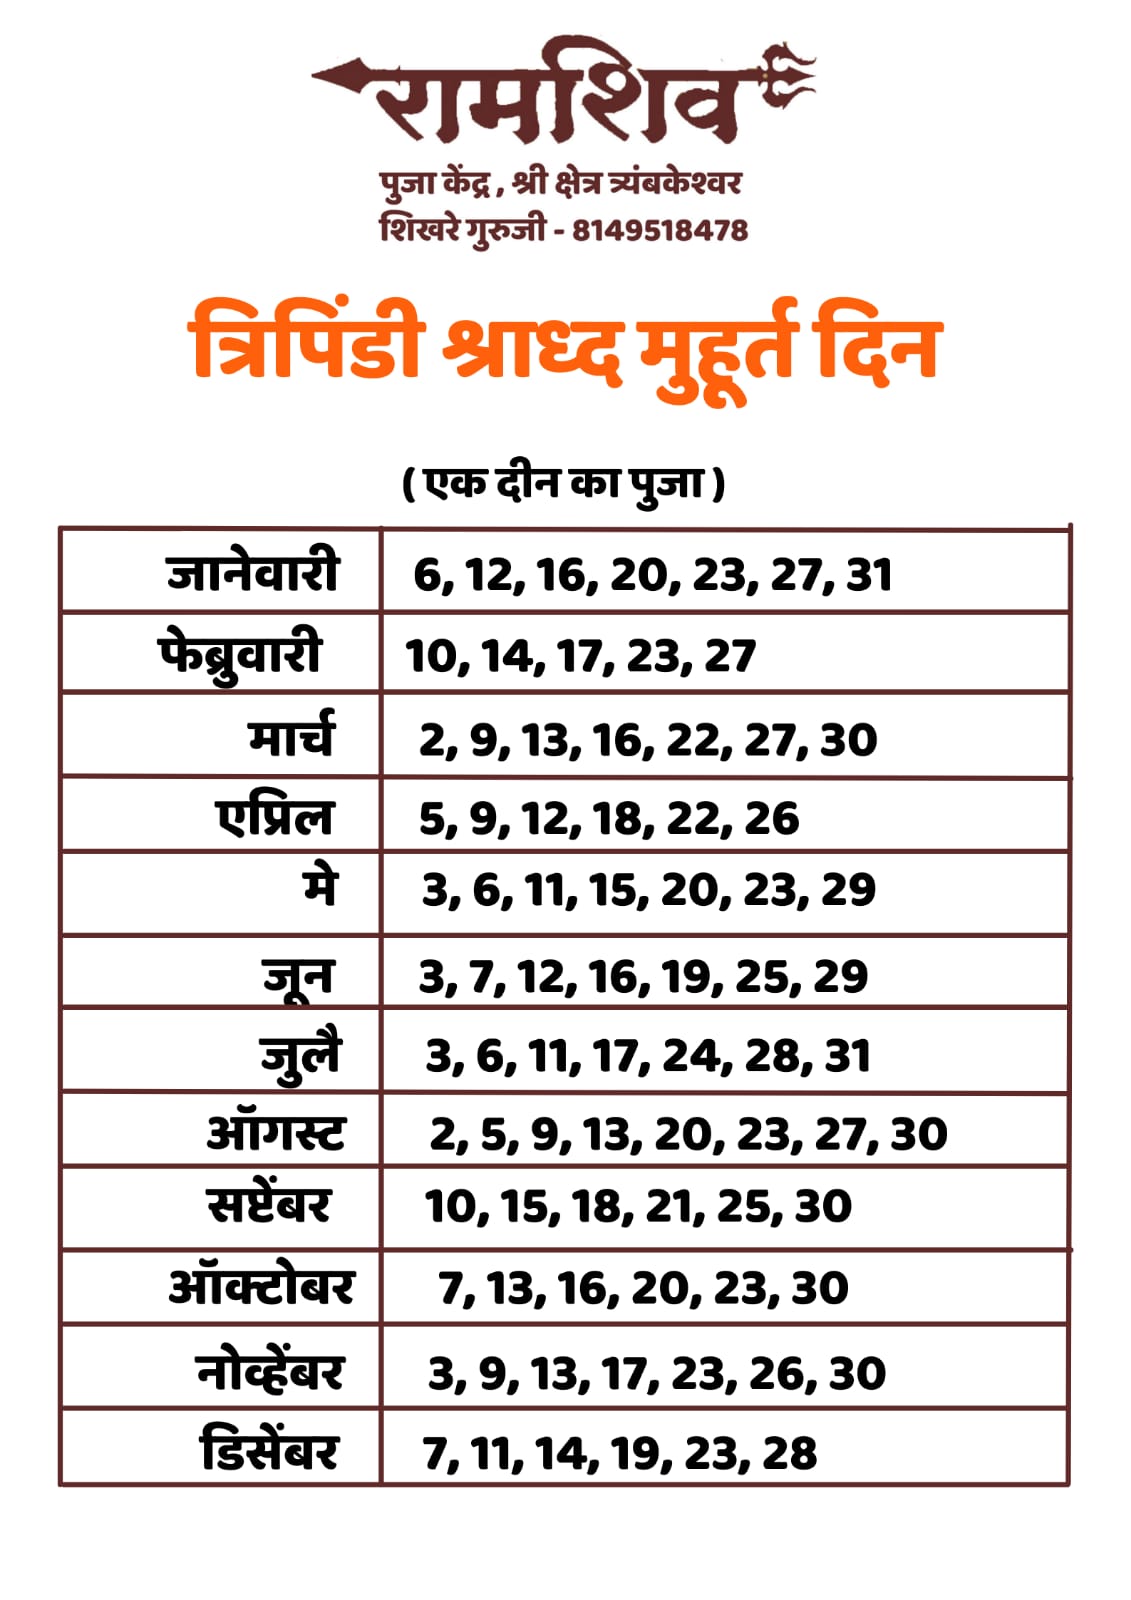 रामशिव
पुजा केंद्र , श्री क्षेत्र त्र्यंबकेश्वर
शिखरे गुरुजी - 8149518478
त्रिपिंडी श्राध्द मुहूर्त दिन
( एक दीन का पुजा )
जानेवारी 6, 12, 16, 20, 23, 27, 31
फेब्रुवारी 10, 14, 17, 23, 27
मार्च 2, 9, 13, 16, 22, 27, 30
एप्रिल 5, 9, 12, 18, 22, 26
मे 3, 6, 11, 15, 20, 23, 29
जून 3, 7, 12, 16, 19, 25, 29
जुलै 3, 6, 11, 17, 24, 28, 31
ऑगस्ट 2, 5, 9, 13, 20, 23, 27, 30
सप्टेंबर 10, 15, 18, 21, 25, 30
ऑक्टोबर 7, 13, 16, 20, 23, 30
नोव्हेंबर 3, 9, 13, 17, 23, 26, 30
डिसेंबर 7, 11, 14, 19, 23, 28